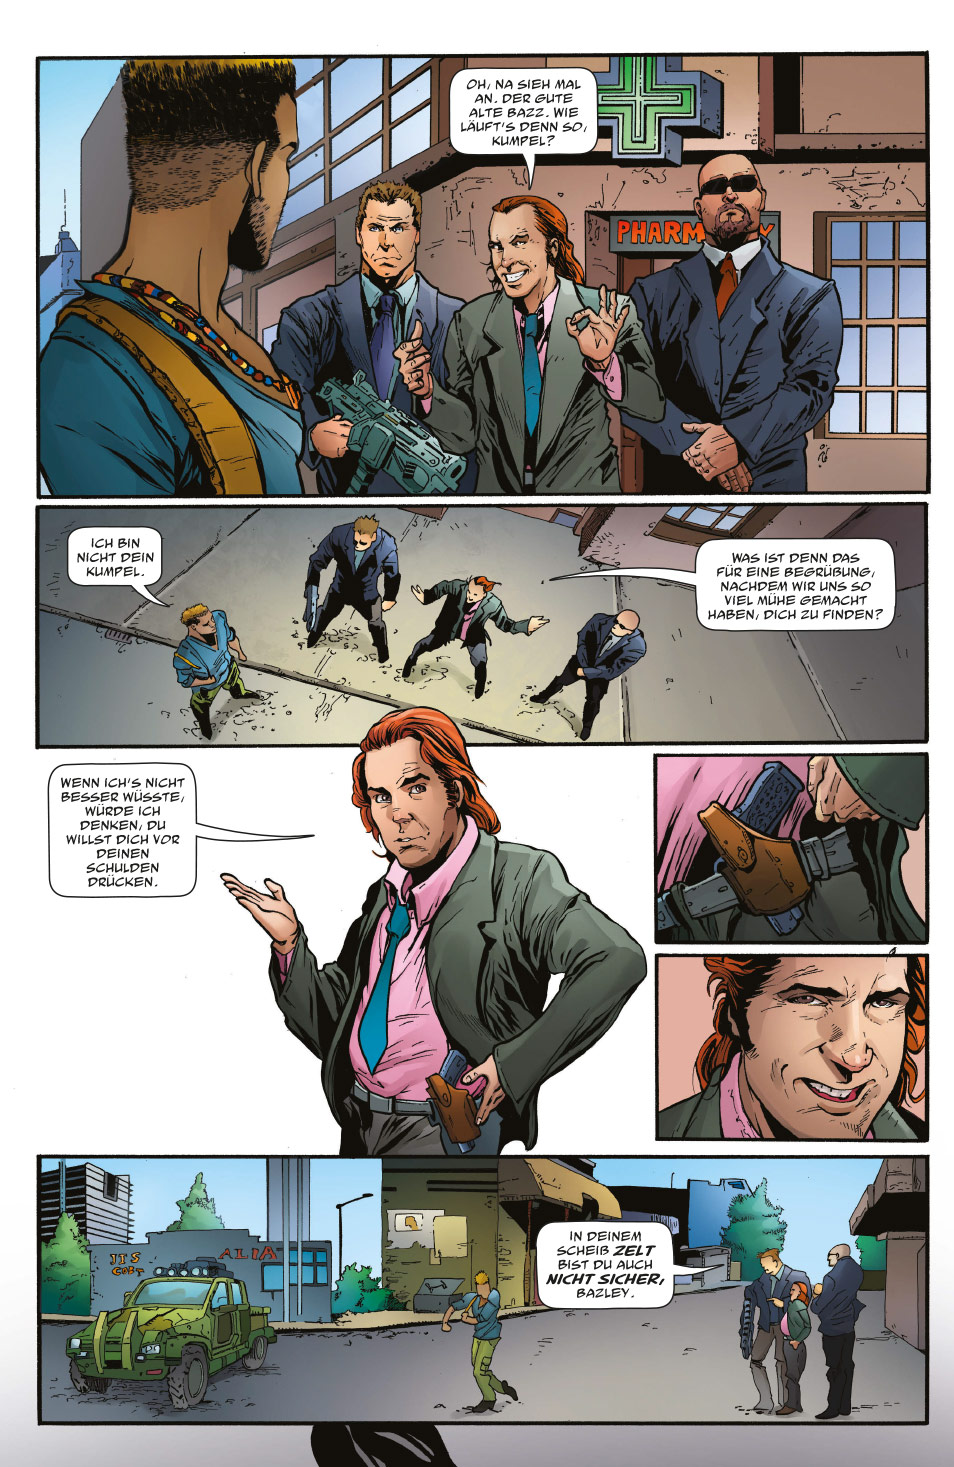 OH, NA SIEH MAL
AN. DER GUTE
ALTE BAZZ. WIE
LÄUFT'S DENN SO,
KUMPEL?
PHARM CY
ICH BIN
NICHT DEIN
KUMPEL.
WAS IST DENN DAS
FÜR EINE BEGRÜßUNG,
NACHDEM WIR UNS SO
VIEL MÜHE GEMACHT
HABEN, DICH ZU FINDEN?
WENN ICH'S NICHT
BESSER WÜSSTE,
WÜRDE ICH
DENKEN, DU
WILLST DICH VOR
DEINEN
SCHULDEN
DRÜCKEN.
IN DEINEM
SCHEIß ZELT
BIST DU AUCH
NICHT SICHER,
BAZLEY.